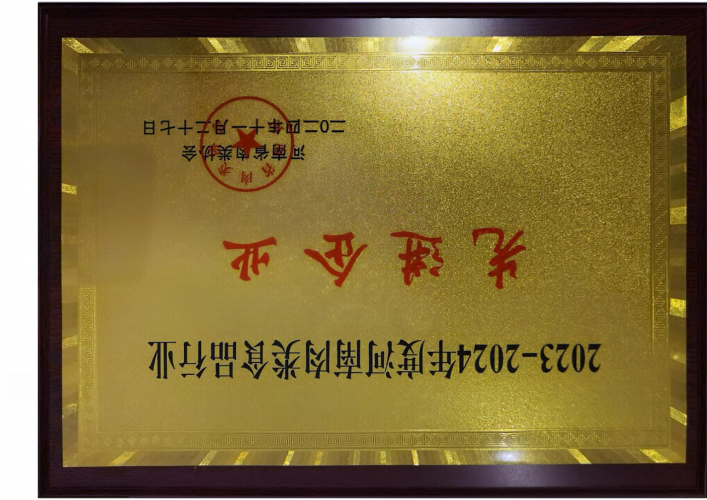 2023-2024年度河南肉类食品行业
先进企业
河南省肉类协会
二〇二四年十一月二十七日